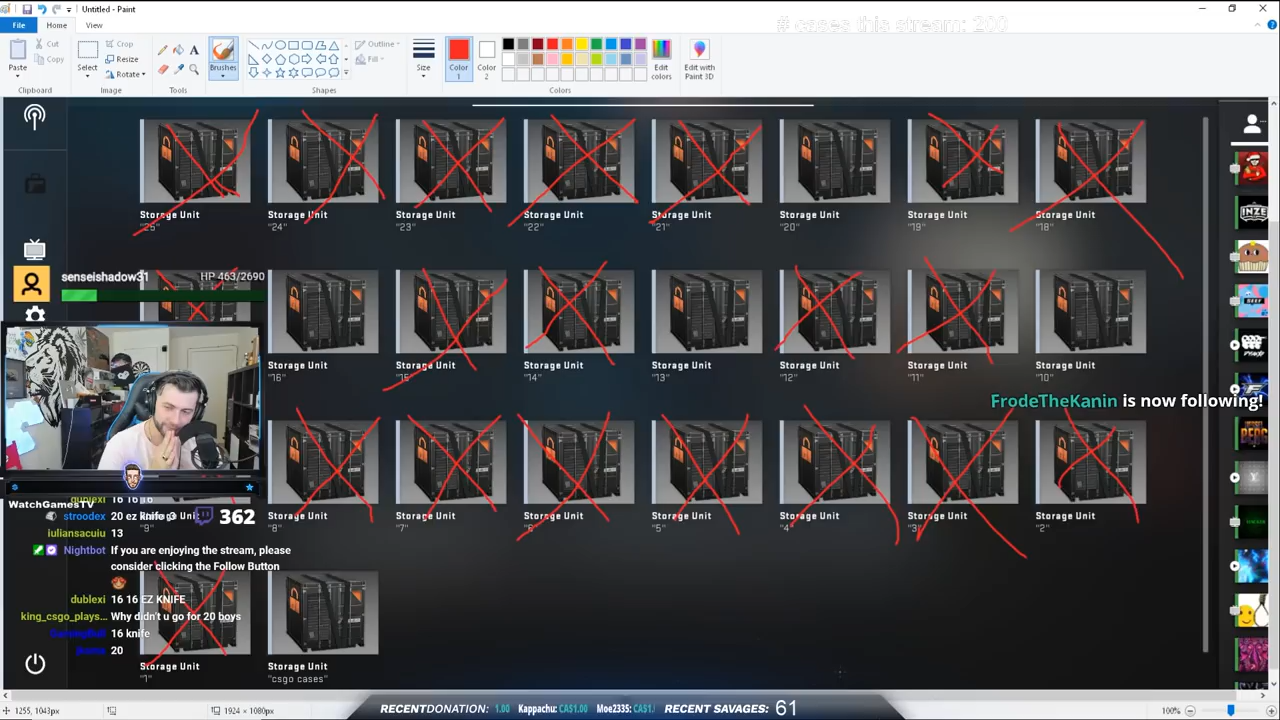 Untitled - Paint
File Home View
# cases this stream: 200
Paste Cut Copy Select Crop Resize Rotate Brushes Outline Fill Size Color 1 Color 2 Edit colors Edit with Paint 3D
Clipboard Image Tools Shapes Colors
Storage Unit Storage Unit Storage Unit Storage Unit Storage Unit Storage Unit Storage Unit Storage Unit
"25" "24" "23" "22" "21" "20" "19" "18"
INZE
senseishadow31 HP 463/2690
Storage Unit Storage Unit Storage Unit Storage Unit Storage Unit Storage Unit Storage Unit
"16" "15" "14" "13" "12" "11" "10"
FrodeTheKanin is now following!
WatchGamesTV 362
dublexi 16 16 16
stroodex 20 ez knife :3
iuliansacuiu 13
Nightbot If you are enjoying the stream, please
consider clicking the Follow Button
Storage Unit Storage Unit Storage Unit Storage Unit Storage Unit Storage Unit Storage Unit
"9" "8" "7" "6" "5" "4" "3" "2"
dublexi 16 16 EZ KNIFE
king_csgo_plays... Why didn't u go for 20 boys
16 knife
20
Storage Unit Storage Unit
"1" "csgo cases"
RECENT DONATION: 1.00 Kappachu: CA$1.00 Moe2335: CA$1. RECENT SAVAGES: 61
1255, 1043px 1924 × 1080px 100%